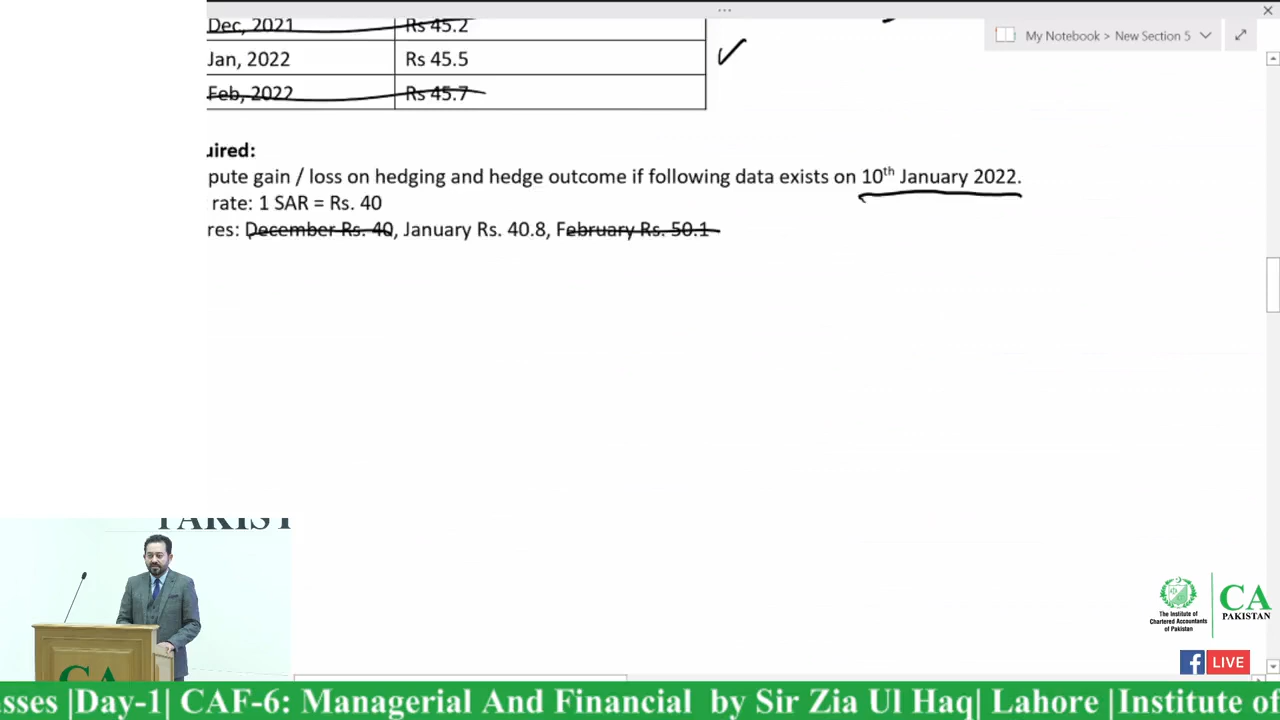 ...
My Notebook > New Section 5
Dec, 2021 Rs 45.2
Jan, 2022 Rs 45.5
Feb, 2022 Rs 45.7
uired:
pute gain / loss on hedging and hedge outcome if following data exists on 10th January 2022.
rate: 1 SAR = Rs. 40
res: December Rs. 40, January Rs. 40.8, February Rs. 50.1
PAKIST
CA
The Institute of
Chartered Accountants
of Pakistan
CA
PAKISTAN
f LIVE
sses |Day-1| CAF-6: Managerial And Financial by Sir Zia Ul Haq| Lahore |Institute of